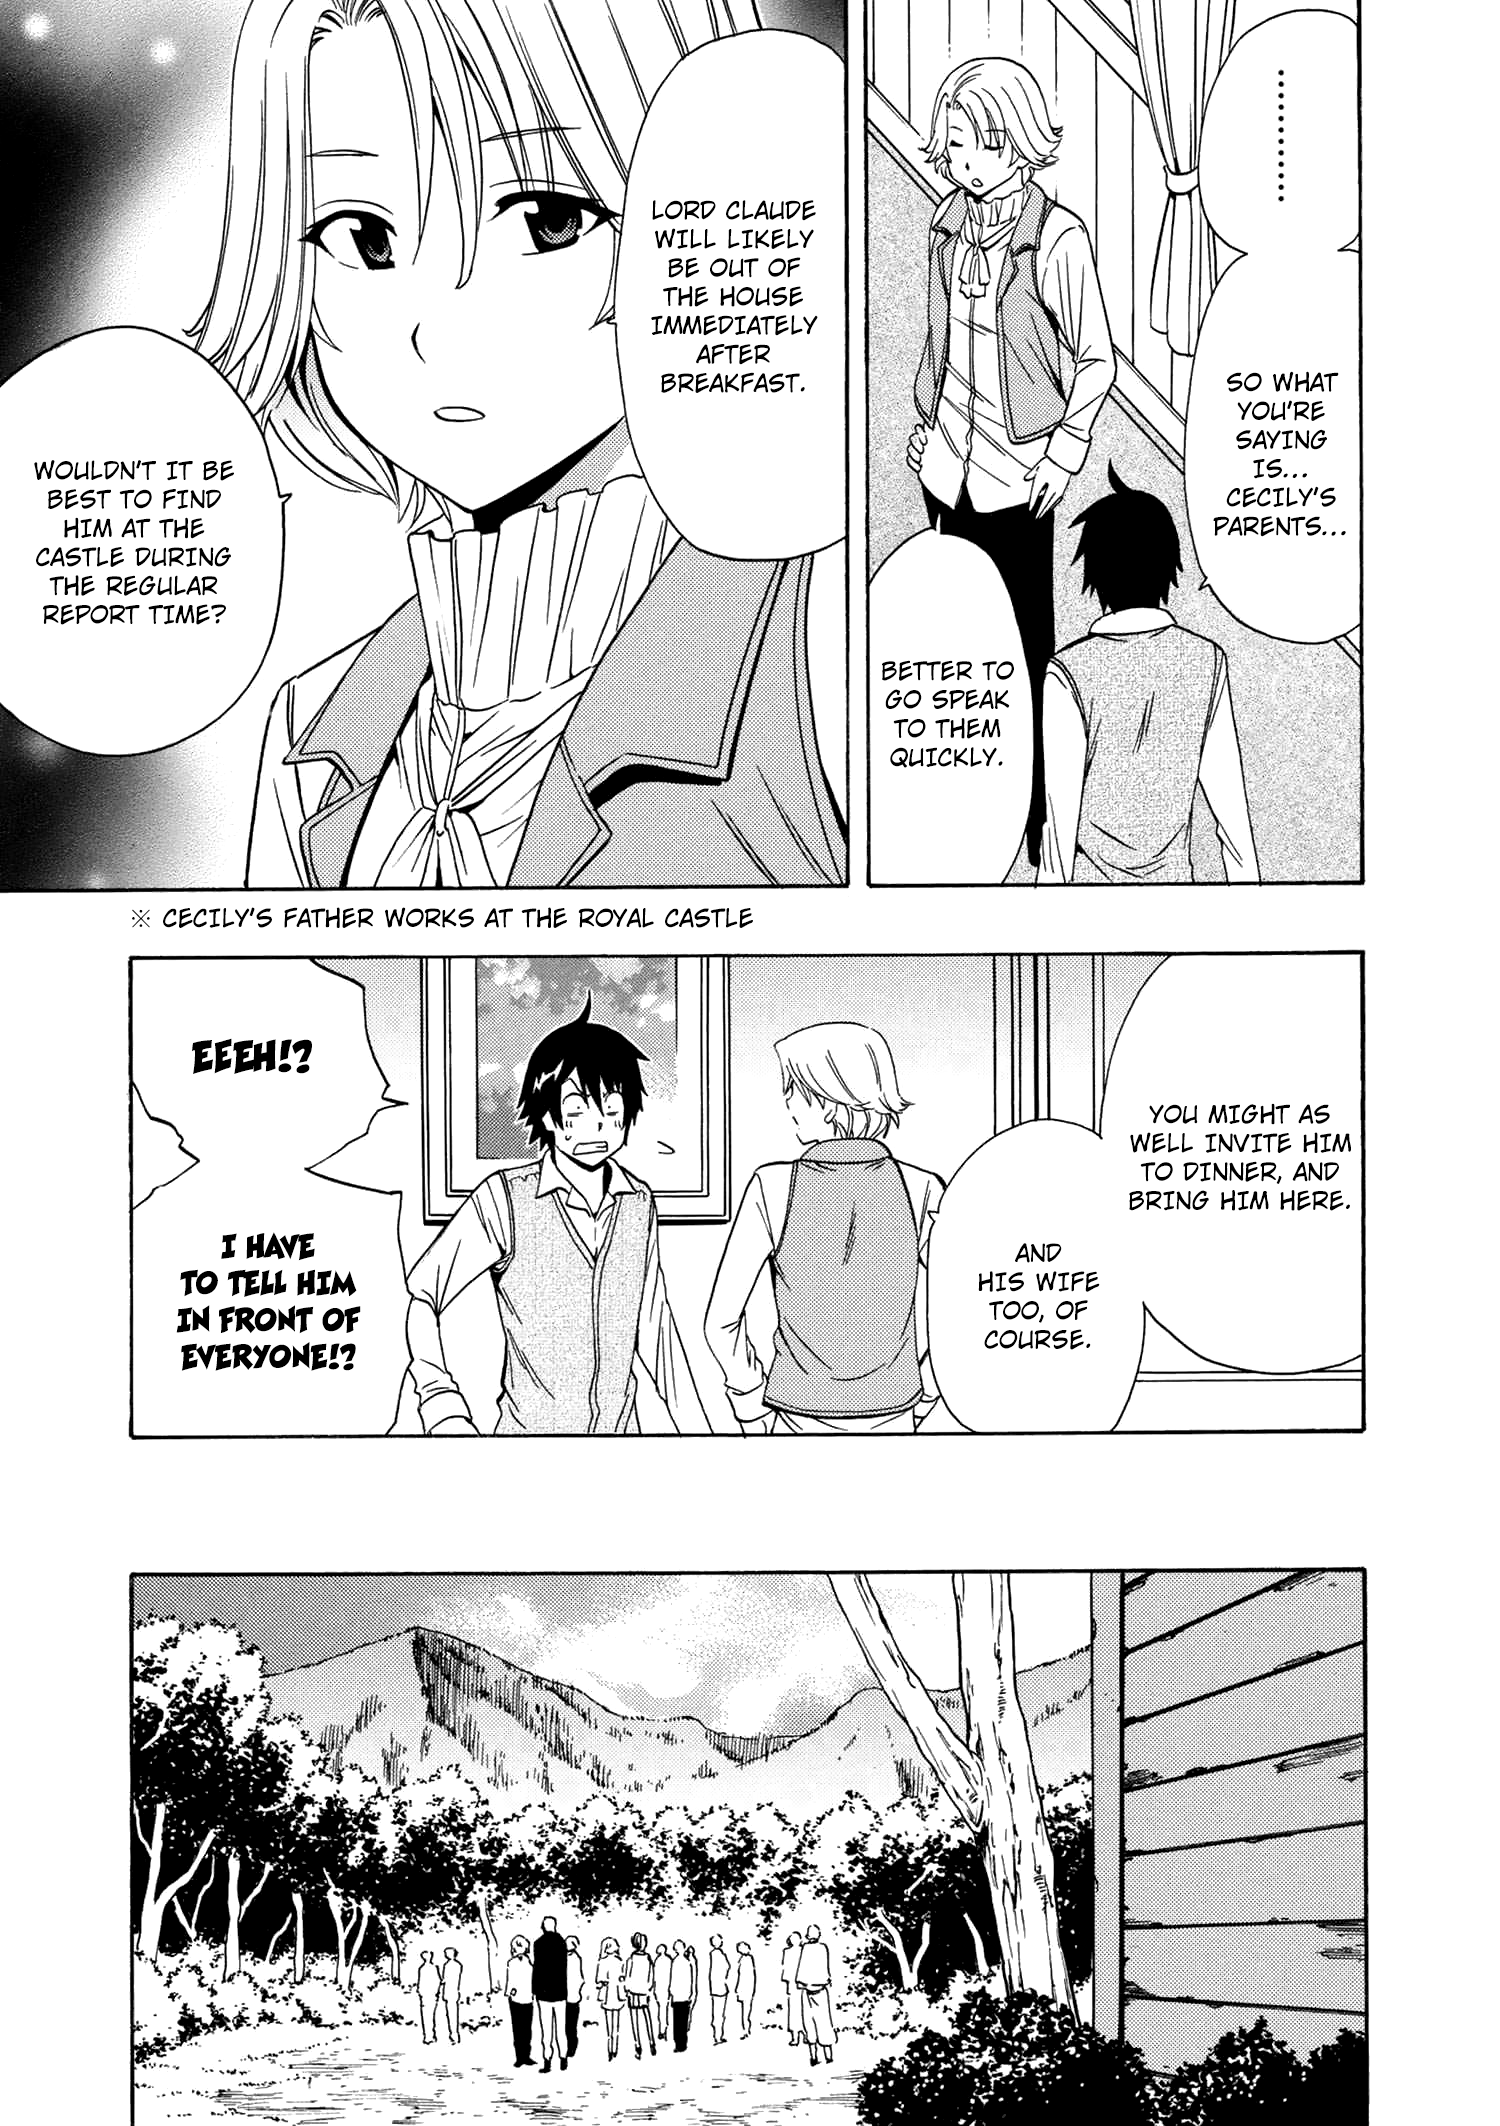 ..........
SO WHAT
YOU'RE
SAYING
IS...
CECILY'S
PARENTS...
BETTER TO
GO SPEAK
TO THEM
QUICKLY.
LORD CLAUDE
WILL LIKELY
BE OUT OF
THE HOUSE
IMMEDIATELY
AFTER
BREAKFAST.
WOULDN'T IT BE
BEST TO FIND
HIM AT THE
CASTLE DURING
THE REGULAR
REPORT TIME?
※ CECILY'S FATHER WORKS AT THE ROYAL CASTLE
YOU MIGHT AS
WELL INVITE HIM
TO DINNER, AND
BRING HIM HERE.
AND
HIS WIFE
TOO, OF
COURSE.
EEEH!?
I HAVE
TO TELL HIM
IN FRONT OF
EVERYONE!?